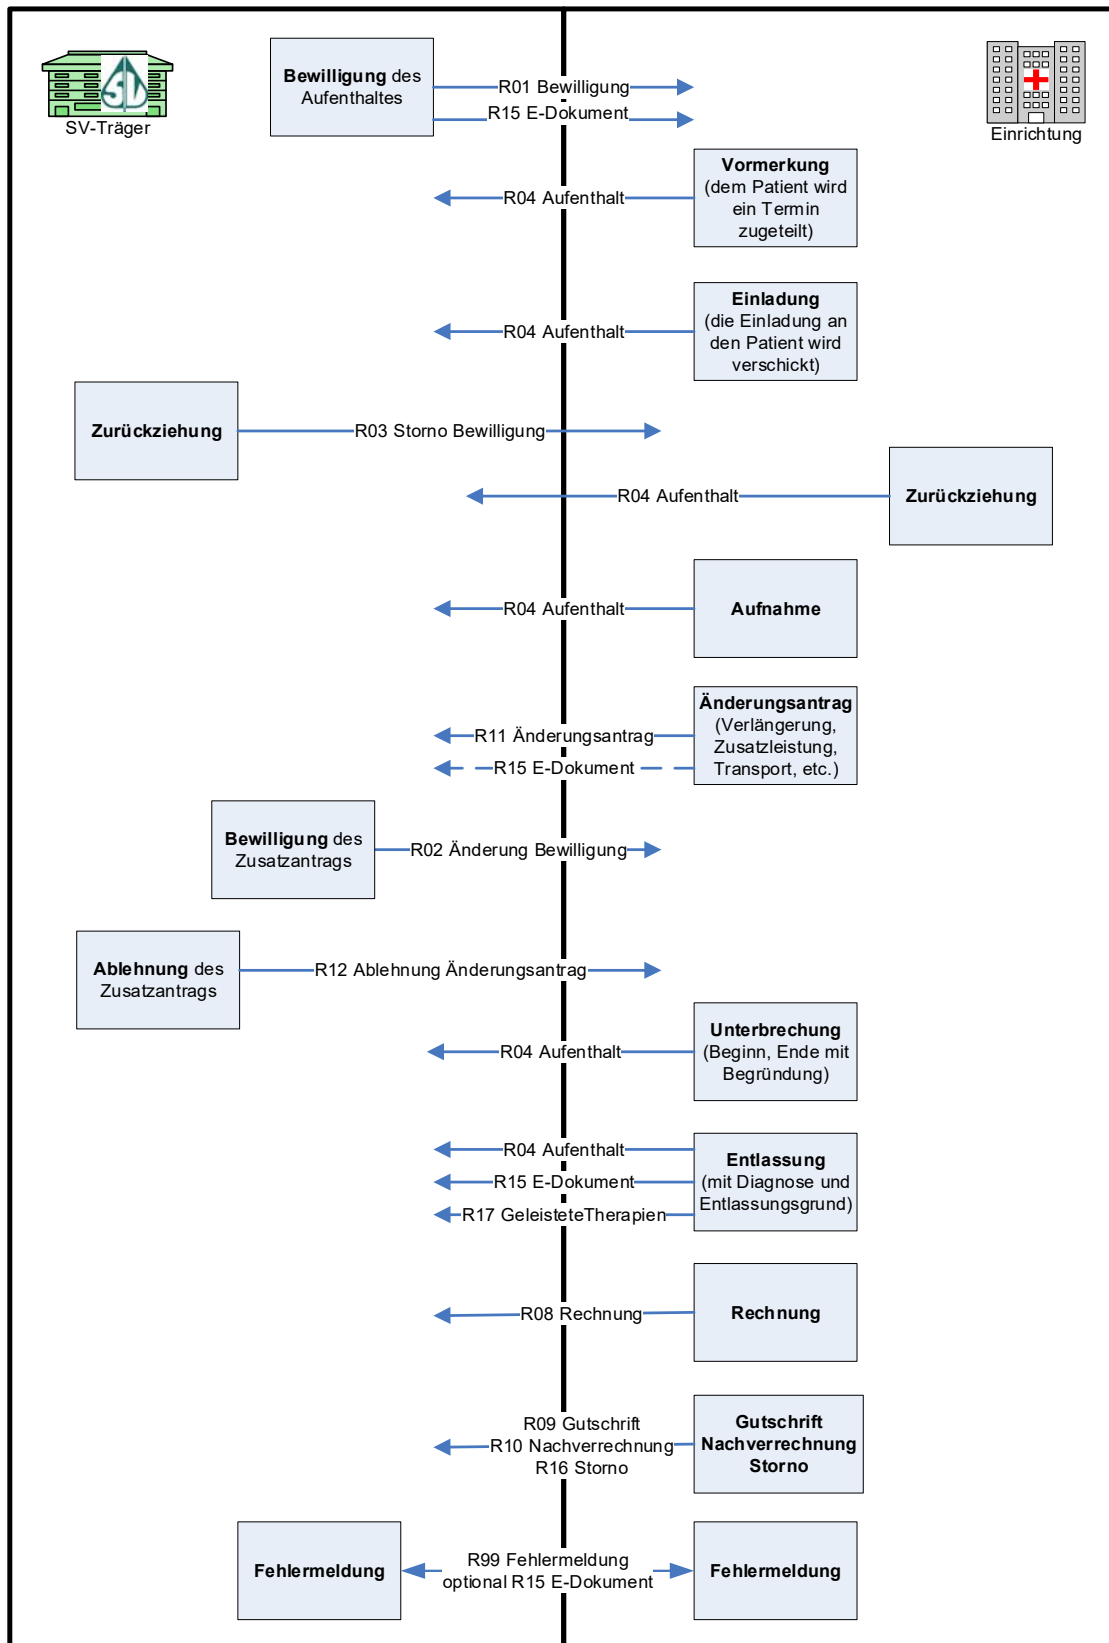 SV-Träger
Bewilligung des
Aufenthaltes
R01 Bewilligung
R15 E-Dokument
Einrichtung
Vormerkung
(dem Patient wird
ein Termin
zugeteilt)
R04 Aufenthalt
Einladung
(die Einladung an
den Patient wird
verschickt)
R04 Aufenthalt
Zurückziehung
R03 Storno Bewilligung
R04 Aufenthalt
Zurückziehung
R04 Aufenthalt
Aufnahme
Änderungsantrag
(Verlängerung,
Zusatzleistung,
Transport, etc.)
R11 Änderungsantrag
R15 E-Dokument
Bewilligung des
Zusatzantrags
R02 Änderung Bewilligung
Ablehnung des
Zusatzantrags
R12 Ablehnung Änderungsantrag
Unterbrechung
(Beginn, Ende mit
Begründung)
R04 Aufenthalt
R04 Aufenthalt
R15 E-Dokument
R17 GeleisteteTherapien
Entlassung
(mit Diagnose und
Entlassungsgrund)
R08 Rechnung
Rechnung
R09 Gutschrift
R10 Nachverrechnung
R16 Storno
Gutschrift
Nachverrechnung
Storno
Fehlermeldung
R99 Fehlermeldung
optional R15 E-Dokument
Fehlermeldung